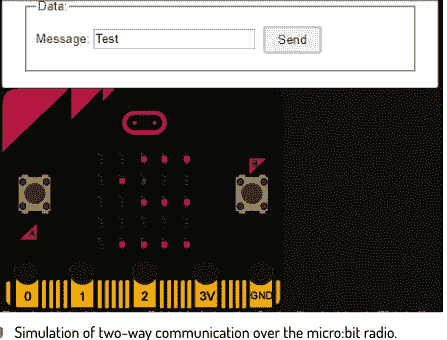 Data:
Message: Test Send
B
A
0 1 2 3V GND
Simulation of two-way communication over the micro:bit radio.